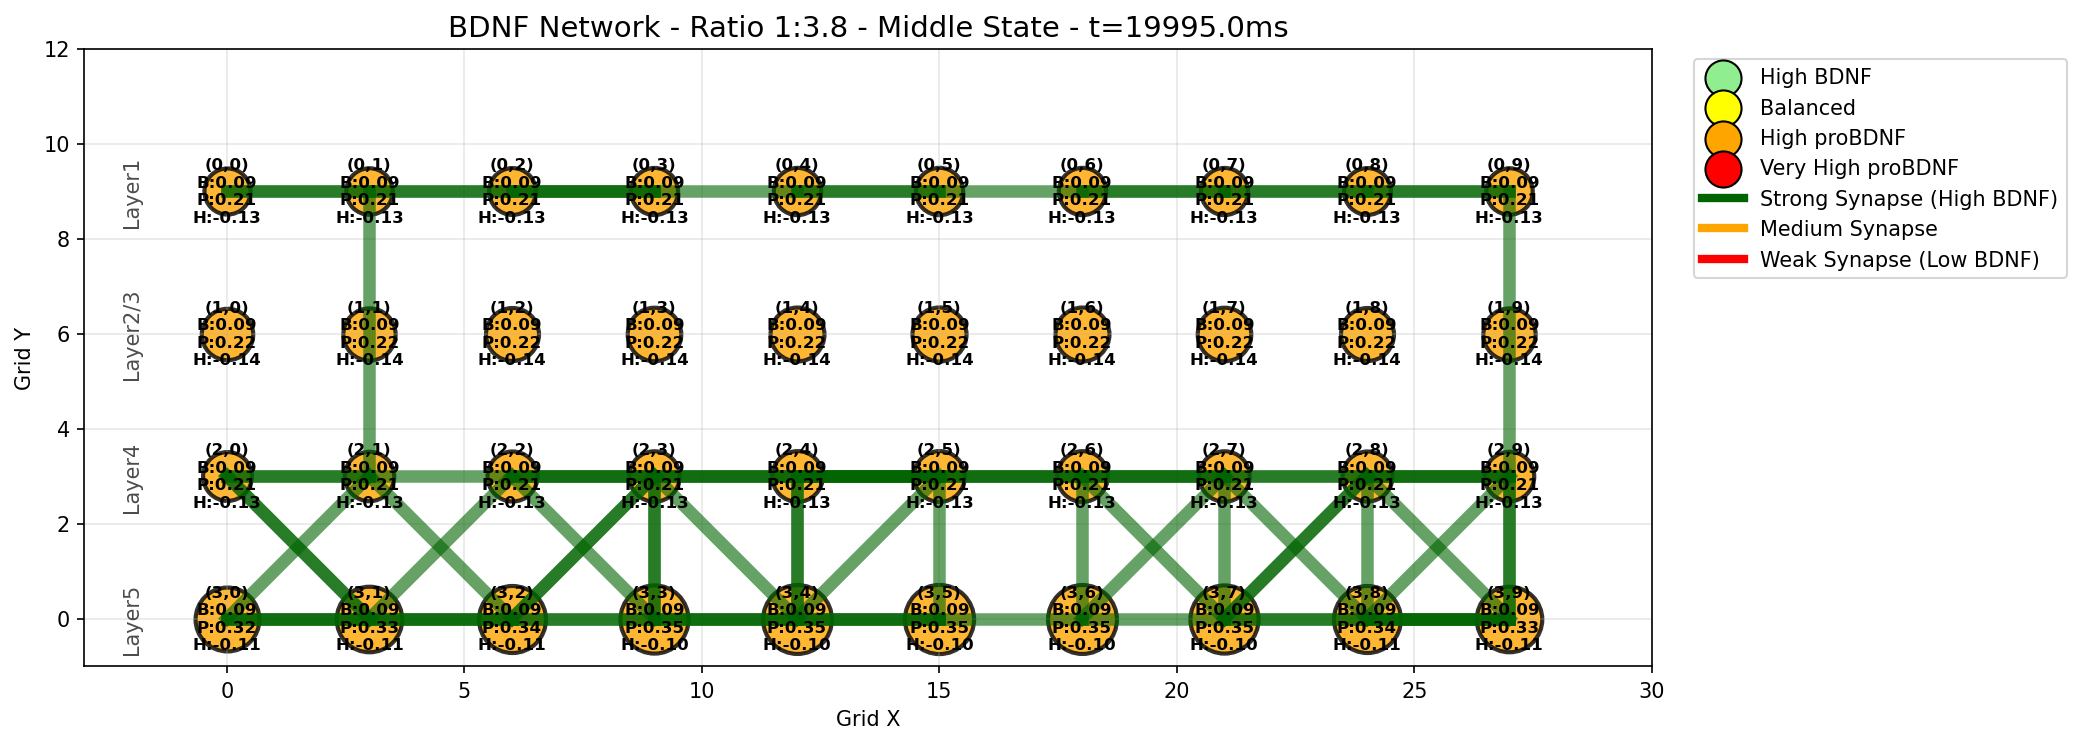 BDNF Network - Ratio 1:3.8 - Middle State - t=19995.0ms
12
10
8
6
4
2
0
Grid Y
Layer1
Layer2/3
Layer4
Layer5
(0,0) (0,1) (0,2) (0,3) (0,4) (0,5) (0,6) (0,7) (0,8) (0,9)
B:0.09 B:0.09 B:0.09 B:0.09 B:0.09 B:0.09 B:0.09 B:0.09 B:0.09 B:0.09
P:0.21 P:0.21 P:0.21 P:0.21 P:0.21 P:0.21 P:0.21 P:0.21 P:0.21 P:0.21
H:-0.13 H:-0.13 H:-0.13 H:-0.13 H:-0.13 H:-0.13 H:-0.13 H:-0.13 H:-0.13 H:-0.13
(1,0) (1,1) (1,2) (1,3) (1,4) (1,5) (1,6) (1,7) (1,8) (1,9)
B:0.09 B:0.09 B:0.09 B:0.09 B:0.09 B:0.09 B:0.09 B:0.09 B:0.09 B:0.09
P:0.22 P:0.22 P:0.22 P:0.22 P:0.22 P:0.22 P:0.22 P:0.22 P:0.22 P:0.22
H:-0.14 H:-0.14 H:-0.14 H:-0.14 H:-0.14 H:-0.14 H:-0.14 H:-0.14 H:-0.14 H:-0.14
(2,0) (2,1) (2,2) (2,3) (2,4) (2,5) (2,6) (2,7) (2,8) (2,9)
B:0.09 B:0.09 B:0.09 B:0.09 B:0.09 B:0.09 B:0.09 B:0.09 B:0.09 B:0.09
P:0.21 P:0.21 P:0.21 P:0.21 P:0.21 P:0.21 P:0.21 P:0.21 P:0.21 P:0.21
H:-0.13 H:-0.13 H:-0.13 H:-0.13 H:-0.13 H:-0.13 H:-0.13 H:-0.13 H:-0.13 H:-0.13
(3,0) (3,1) (3,2) (3,3) (3,4) (3,5) (3,6) (3,7) (3,8) (3,9)
B:0.09 B:0.09 B:0.09 B:0.09 B:0.09 B:0.09 B:0.09 B:0.09 B:0.09 B:0.09
P:0.32 P:0.33 P:0.34 P:0.35 P:0.35 P:0.35 P:0.35 P:0.35 P:0.34 P:0.33
H:-0.11 H:-0.11 H:-0.11 H:-0.10 H:-0.10 H:-0.10 H:-0.10 H:-0.10 H:-0.11 H:-0.11
0 5 10 15 20 25 30
Grid X
High BDNF
Balanced
High proBDNF
Very High proBDNF
Strong Synapse (High BDNF)
Medium Synapse
Weak Synapse (Low BDNF)